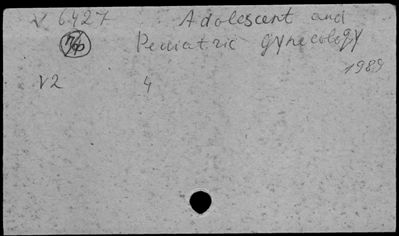 V 6427 Adolescent and
Pediatric gynecology
1989
V2 4